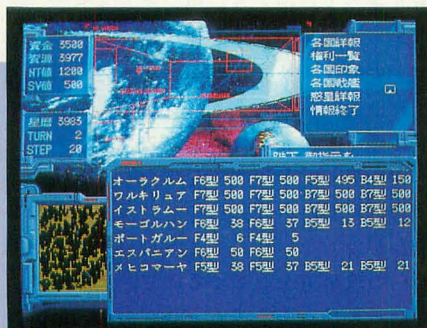 資金 3500
資源 3977
NT値 1200
SV値 500
星暦 3983
TURN 2
STEP 20
各国詳報
権利一覧
各国印象
各国戦艦
惑星詳報
情報終了
陛下 御指示を
オーラクルム F6型 500 F7型 500 F5型 495 B4型 150
ワルキリュア F7型 500 F7型 500 B7型 500 B7型 500
イストラムー F7型 500 F7型 500 B7型 500 B7型 500
モーゴルハン F6型 38 F6型 37 B5型 13 B5型 12
ポートガルー F4型 6 F4型 5
エスパニアン F6型 50 F6型 50
メヒコマーヤ F5型 38 F5型 37 B5型 21 B5型 21